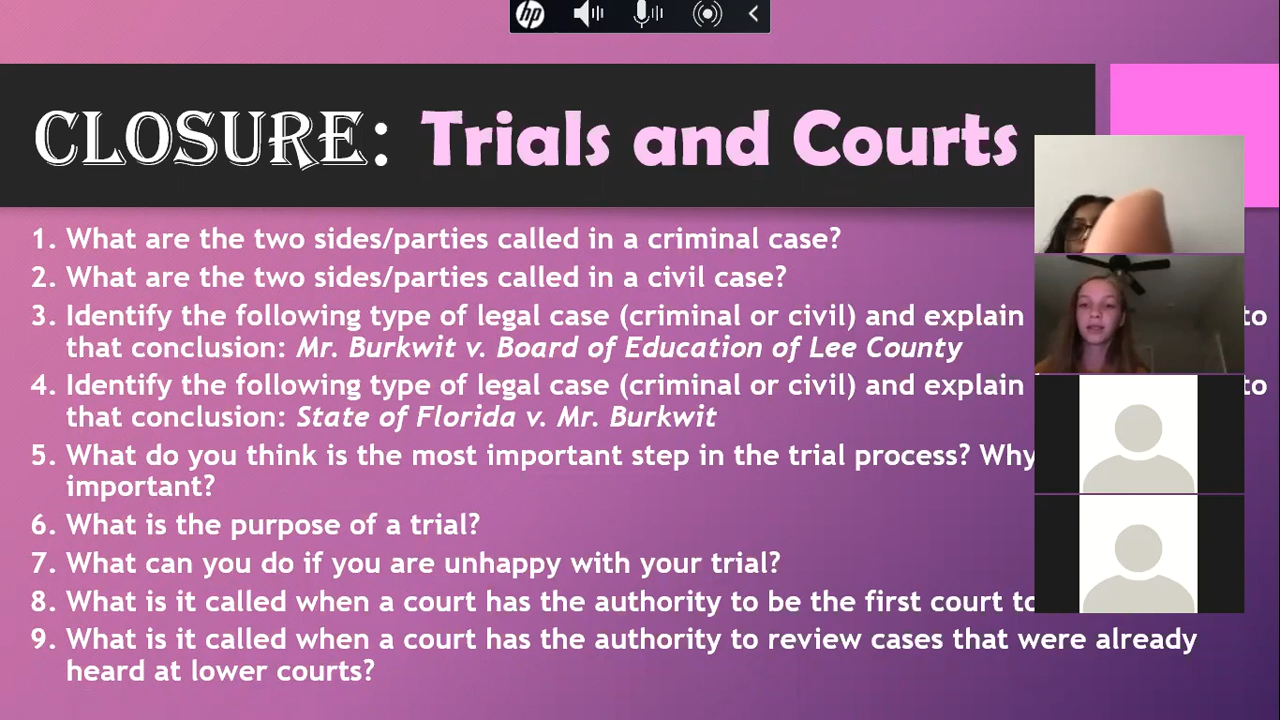 hp
CLOSURE: Trials and Courts
1. What are the two sides/parties called in a criminal case?
2. What are the two sides/parties called in a civil case?
3. Identify the following type of legal case (criminal or civil) and explain to
that conclusion: Mr. Burkwit v. Board of Education of Lee County
4. Identify the following type of legal case (criminal or civil) and explain to
that conclusion: State of Florida v. Mr. Burkwit
5. What do you think is the most important step in the trial process? Why
important?
6. What is the purpose of a trial?
7. What can you do if you are unhappy with your trial?
8. What is it called when a court has the authority to be the first court
9. What is it called when a court has the authority to review cases that were already
heard at lower courts?